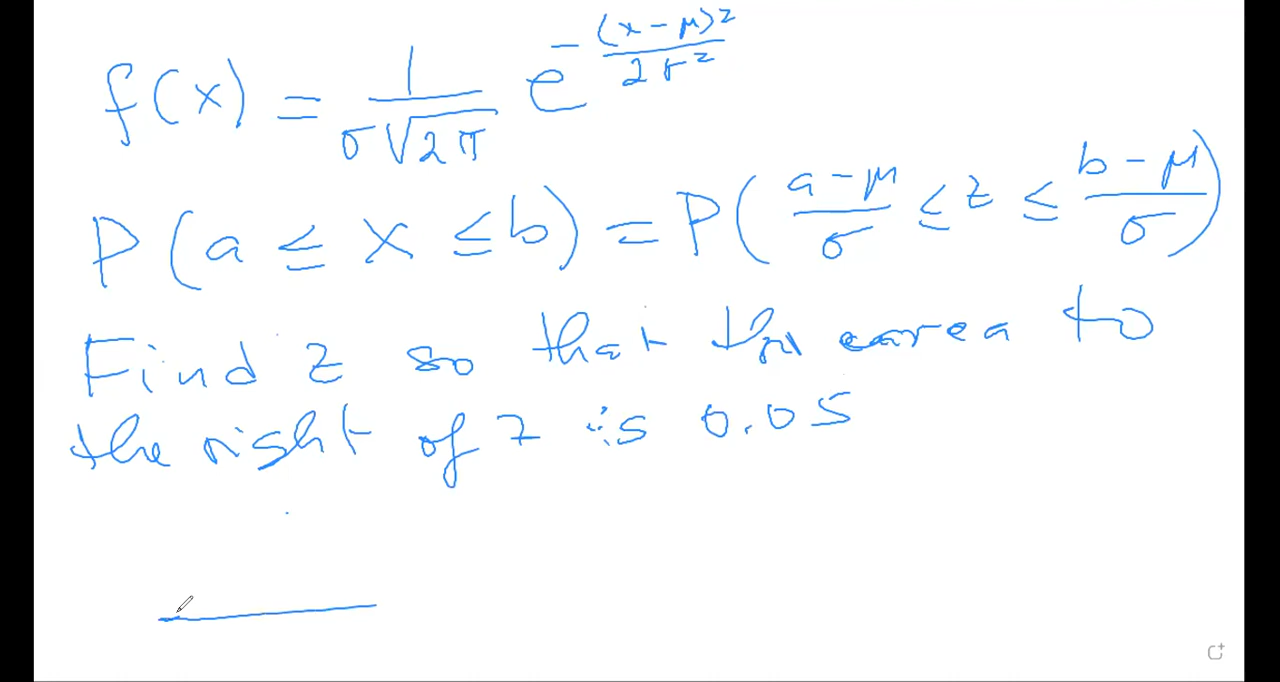 f(x) = 1/(σ√2π) e^(-(x-μ)²/(2σ²))
P(a ≤ x ≤ b) = P((a-μ)/σ ≤ z ≤ (b-μ)/σ)
Find z so that the area to
the right of z is 0.05